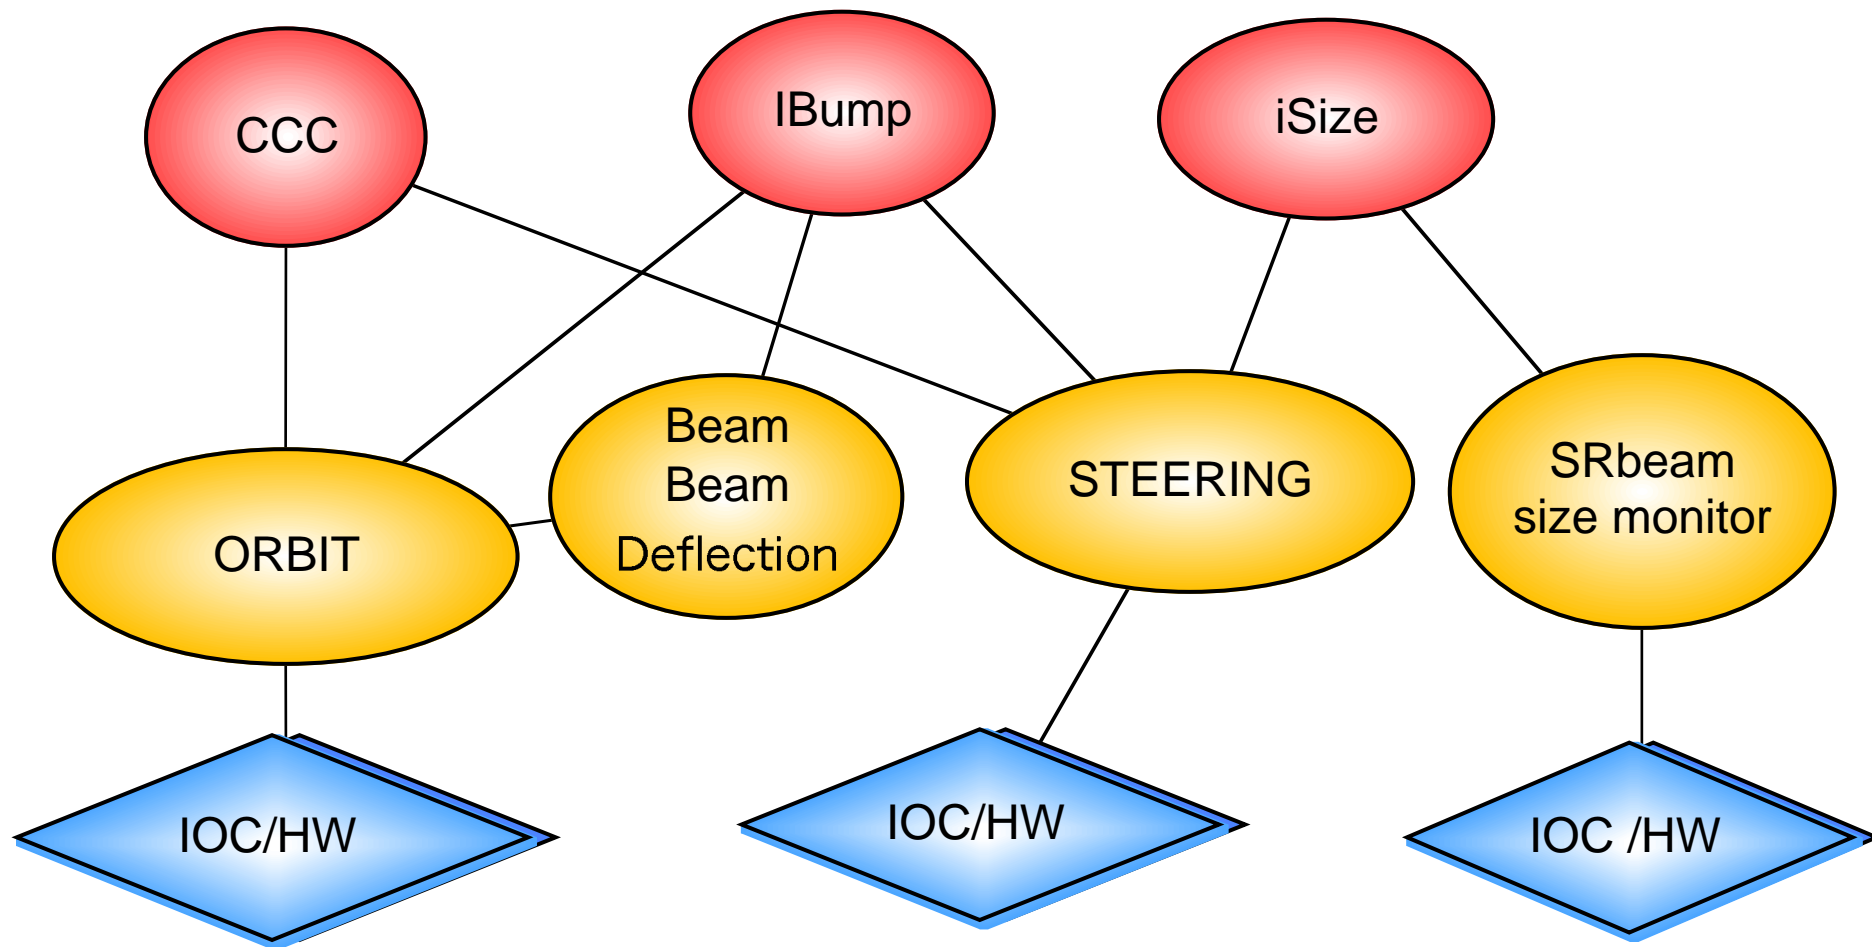 CCC
IBump
iSize
Beam
Beam
Deflection
ORBIT
STEERING
SRbeam
size monitor
IOC/HW
IOC/HW
IOC /HW